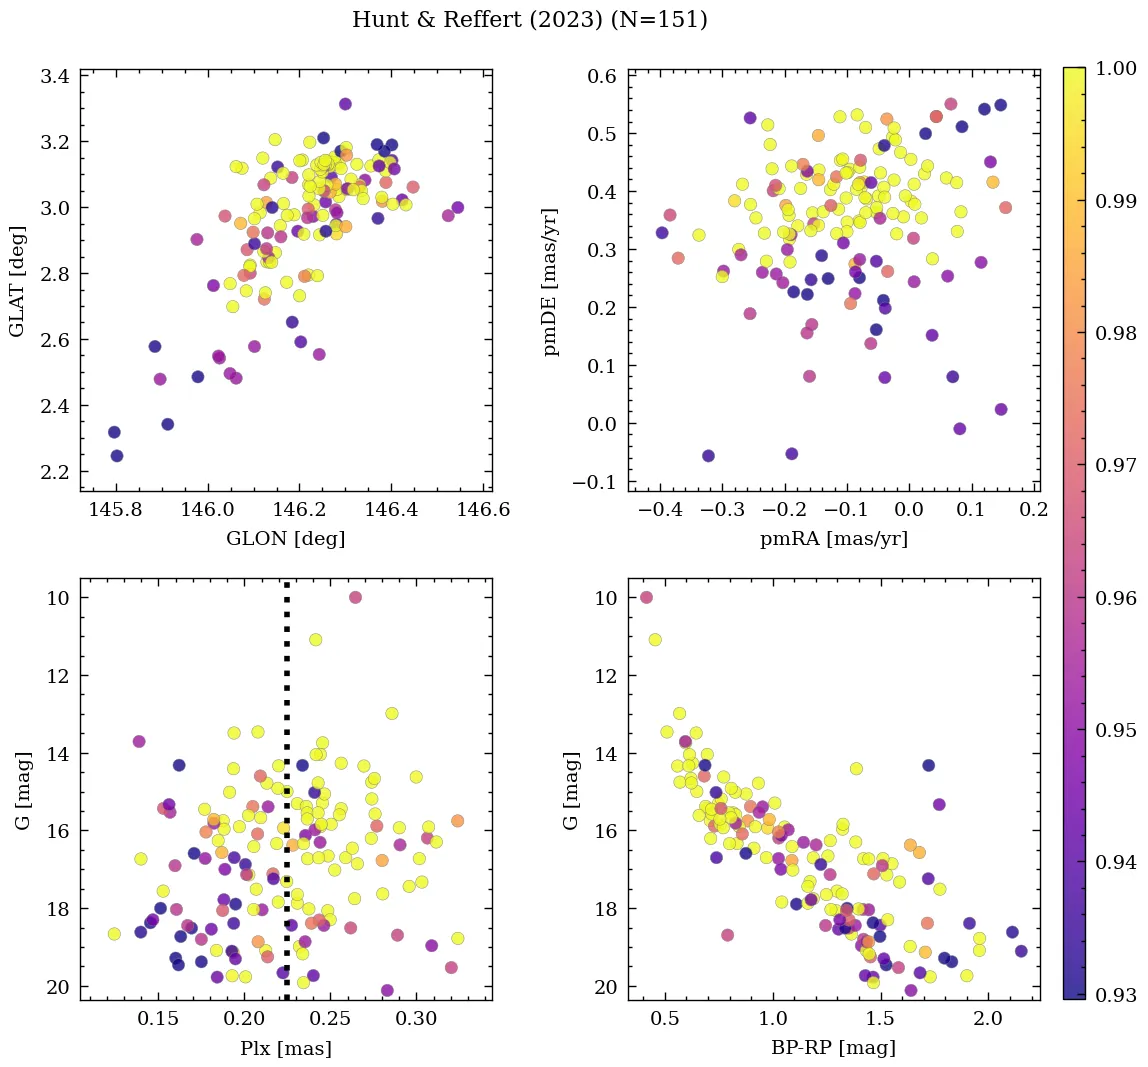 Hunt & Reffert (2023) (N=151)
3.4
3.2
3.0
2.8
2.6
2.4
2.2
GLAT [deg]
145.8 146.0 146.2 146.4 146.6
GLON [deg]
0.6
0.5
0.4
0.3
0.2
0.1
0.0
−0.1
pmDE [mas/yr]
−0.4 −0.3 −0.2 −0.1 0.0 0.1 0.2
pmRA [mas/yr]
10
12
14
16
18
20
G [mag]
0.15 0.20 0.25 0.30
Plx [mas]
10
12
14
16
18
20
G [mag]
0.5 1.0 1.5 2.0
BP-RP [mag]
1.00
0.99
0.98
0.97
0.96
0.95
0.94
0.93